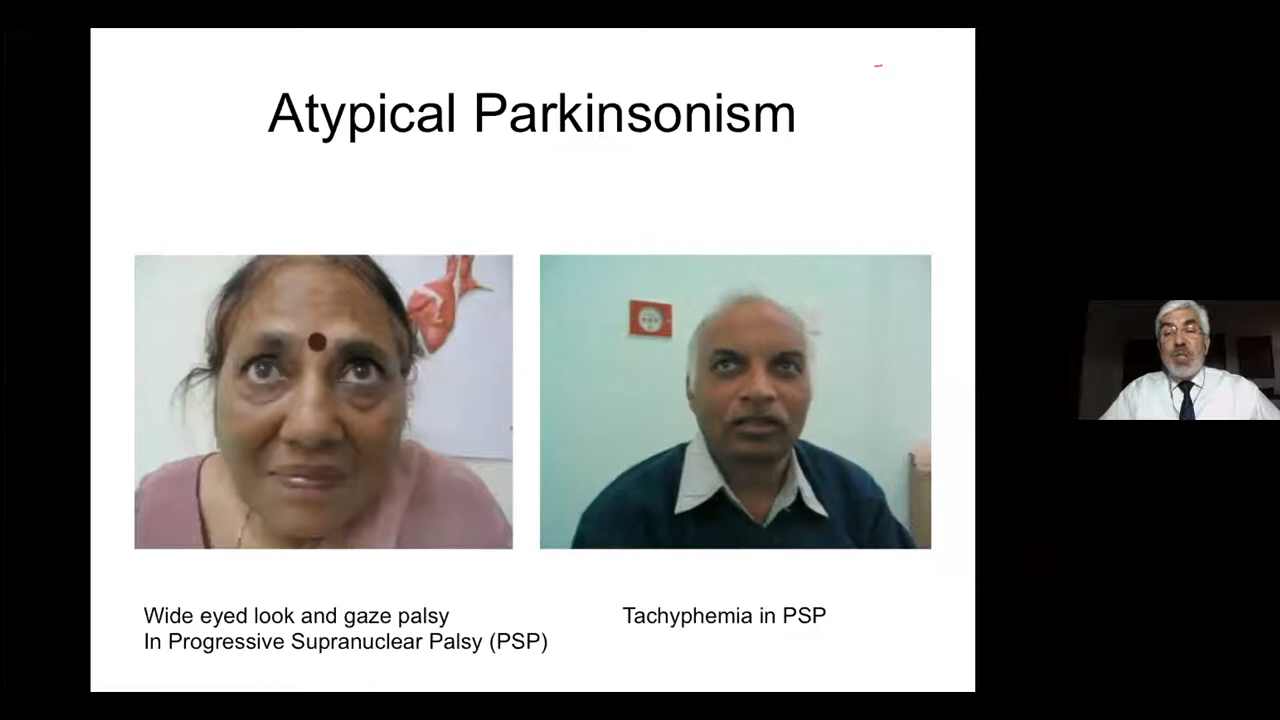 Atypical Parkinsonism
Wide eyed look and gaze palsy
In Progressive Supranuclear Palsy (PSP)
Tachyphemia in PSP